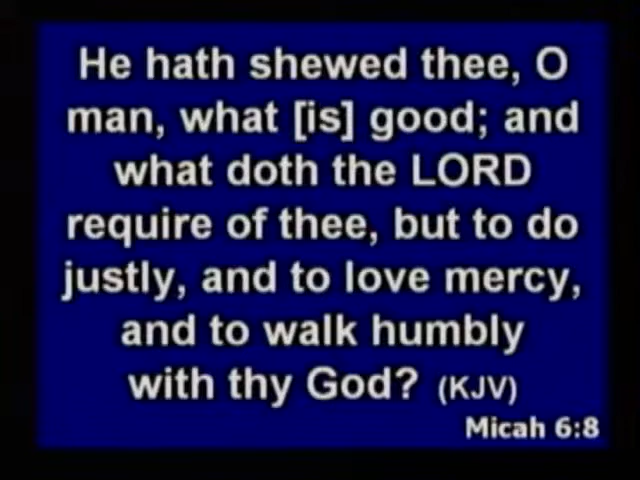 He hath shewed thee, O
man, what [is] good; and
what doth the LORD
require of thee, but to do
justly, and to love mercy,
and to walk humbly
with thy God? (KJV)
Micah 6:8